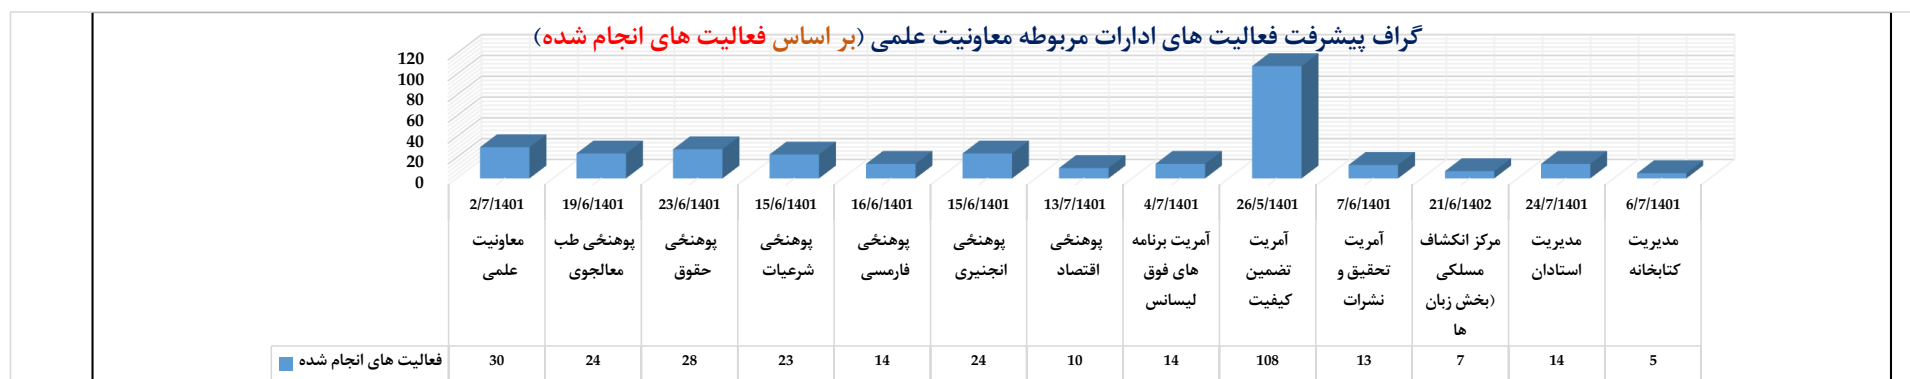 گراف پیشرفت فعالیت های ادارات مربوطه معاونیت علمی (بر اساس فعالیت های انجام شده)
120
100
80
60
40
20
0
2/7/1401 19/6/1401 23/6/1401 15/6/1401 16/6/1401 15/6/1401 13/7/1401 4/7/1401 26/5/1401 7/6/1401 21/6/1402 24/7/1401 6/7/1401
معاونیت
علمی
پوهنځی طب
معالجوی
پوهنځی
حقوق
پوهنځی
شرعیات
پوهنځی
فارمسی
پوهنځی
انجنیری
پوهنځی
اقتصاد
آمریت برنامه
های فوق
لیسانس
آمریت
تضمین
کیفیت
آمریت
تحقیق و
نشرات
مرکز انکشاف
مسلکی
(بخش زبان
ها
مدیریت
استادان
مدیریت
کتابخانه
فعالیت های انجام شده 30 24 28 23 14 24 10 14 108 13 7 14 5